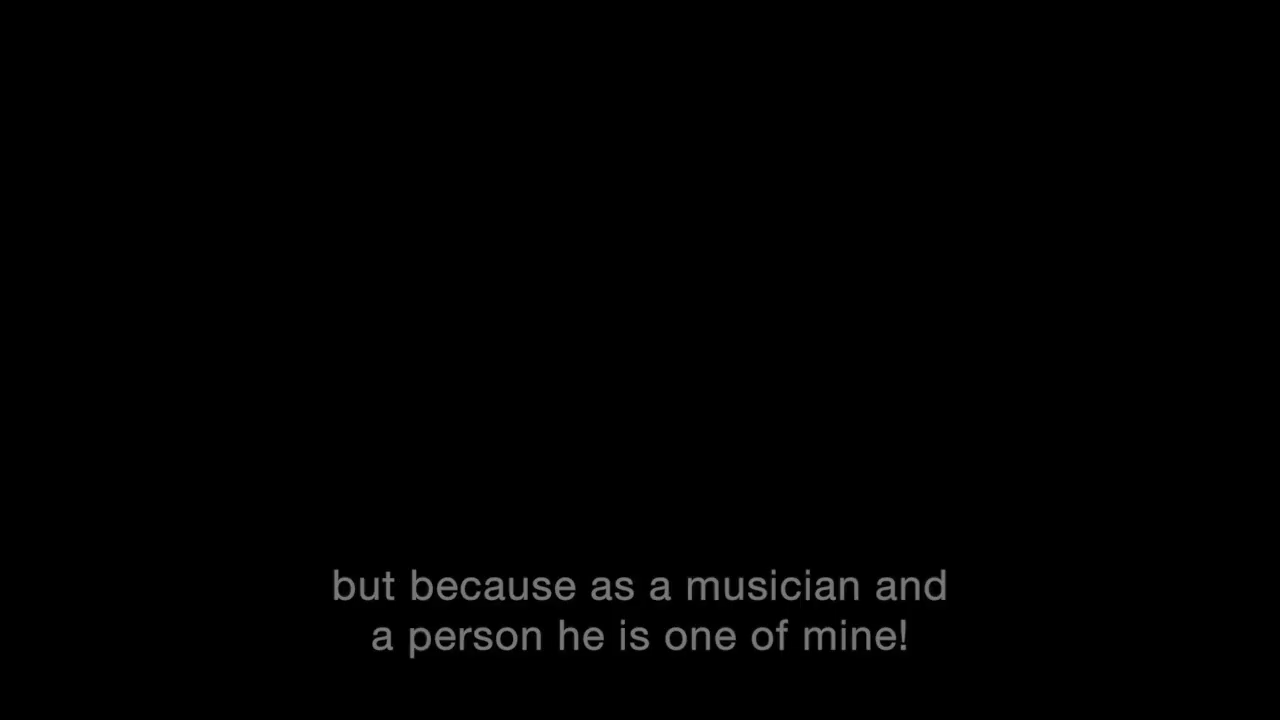 but because as a musician and
a person he is one of mine!